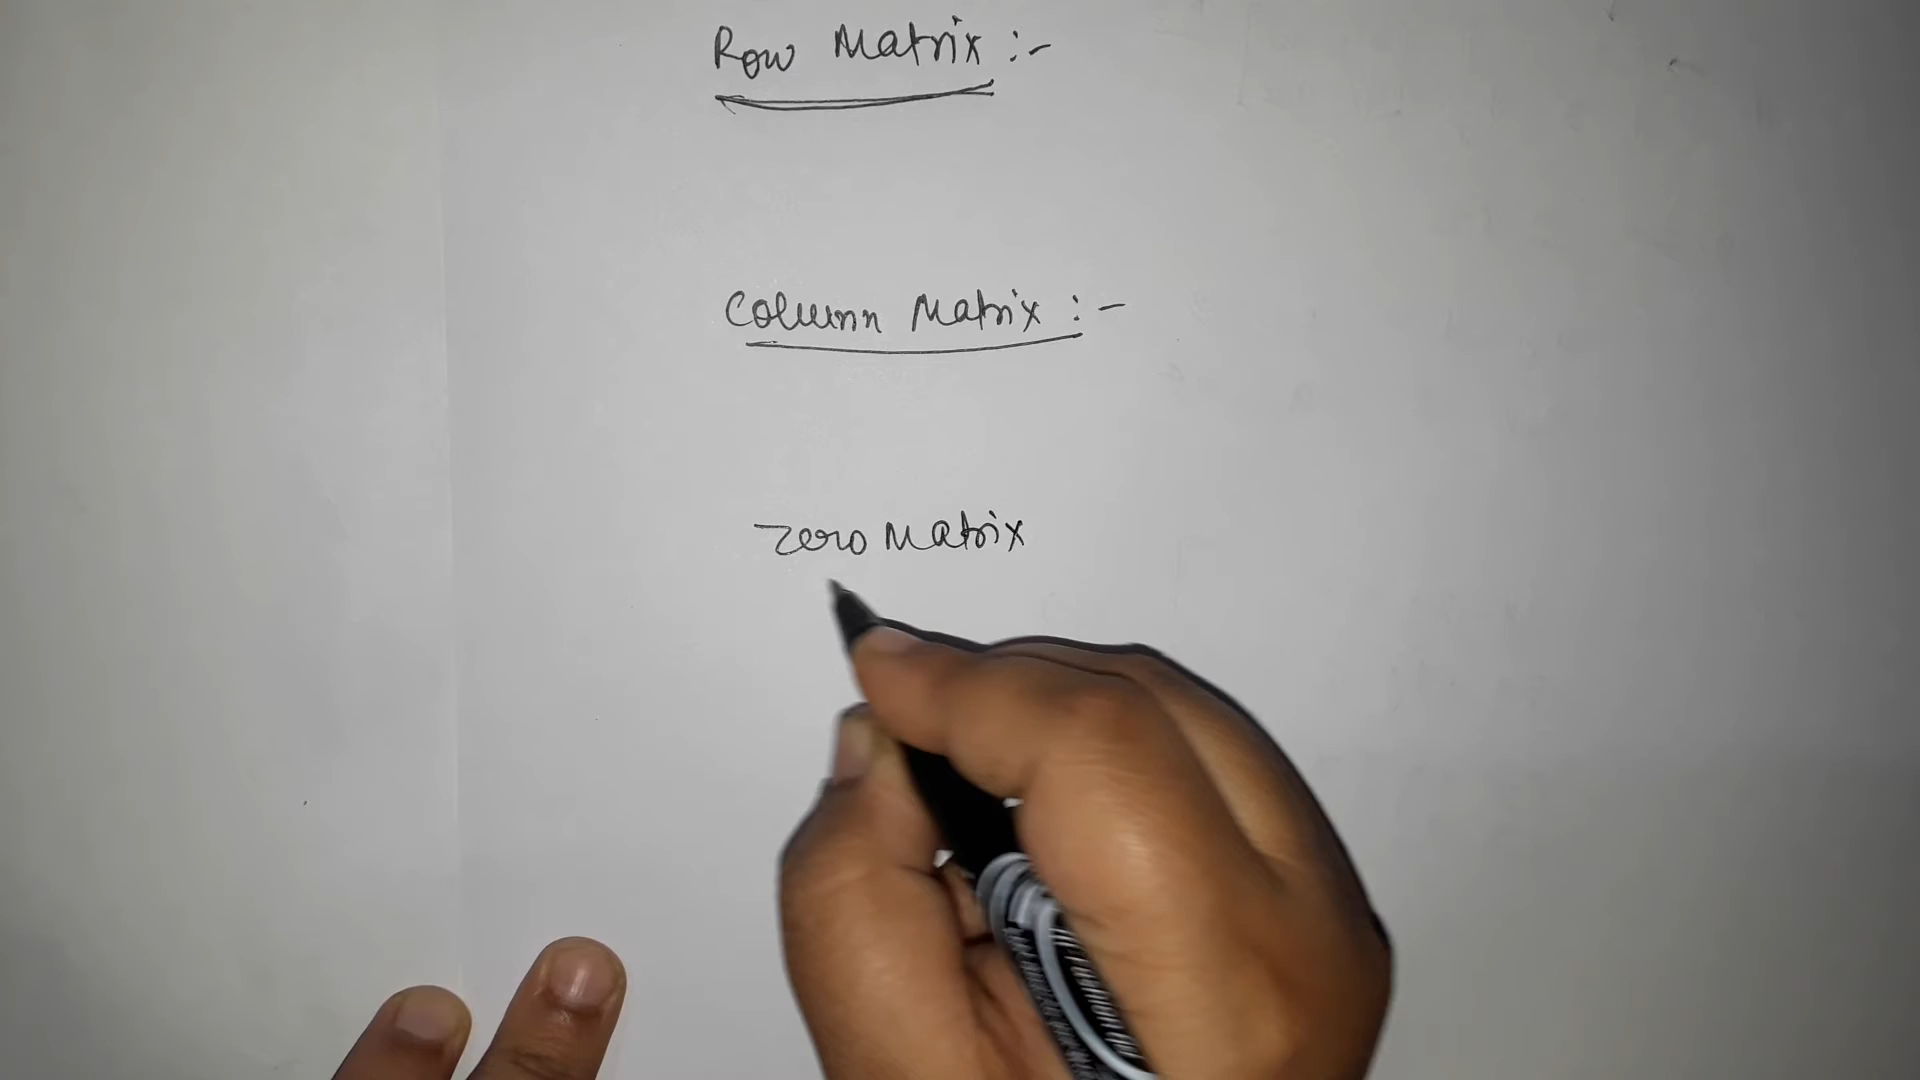 Row Matrix :-
Column Matrix :-
Zero Matrix